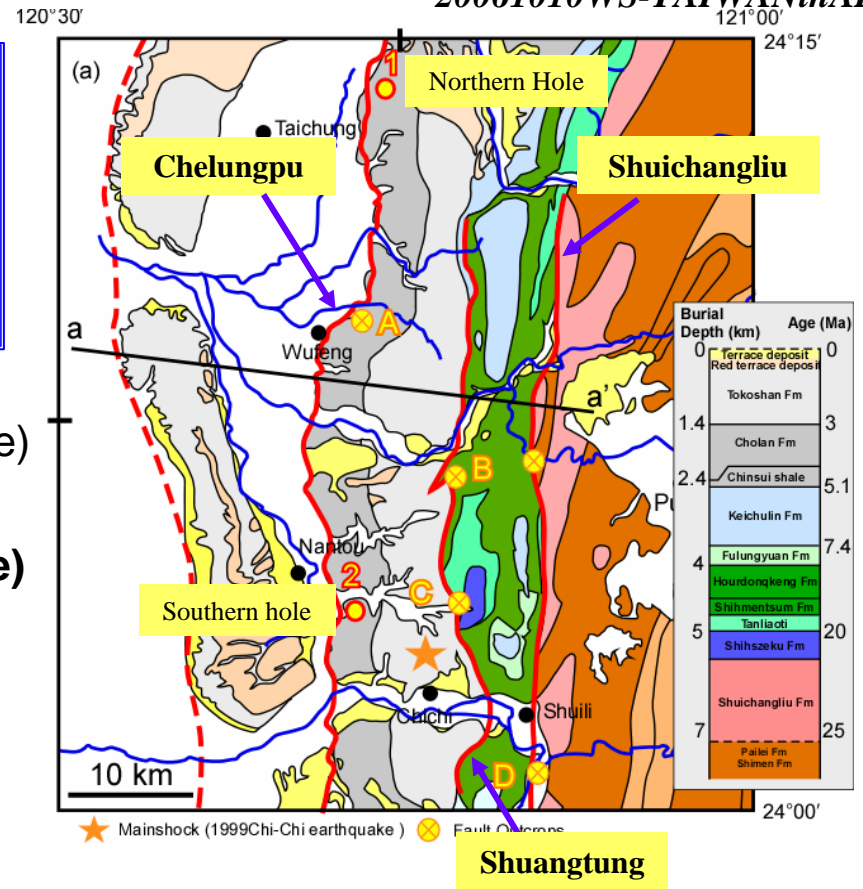 120°30′
121°00′
24°15′
(a)
1
Northern Hole
Taichung
Chelungpu
Shuichangliu
A
Wufeng
a
a'
e)
B
Nantou
e)
2
C
Southern hole
Chichi
Shuili
D
10 km
24°00′
Burial
Depth (km)
Age (Ma)
0
Terrace deposit
0
Red terrace deposit
Tokoshan Fm
1.4
3
Cholan Fm
2.4
Chinsui shale
5.1
Keichulin Fm
7.4
Fulungyuan Fm
4
Hourdongkeng Fm
Shihmentsum Fm
Tanliaoti
5
20
Shihszeku Fm
Shuichangliu Fm
7
25
Pailei Fm
Shimen Fm
Mainshock (1999Chi-Chi earthquake )
Fault Outcrops
Shuangtung